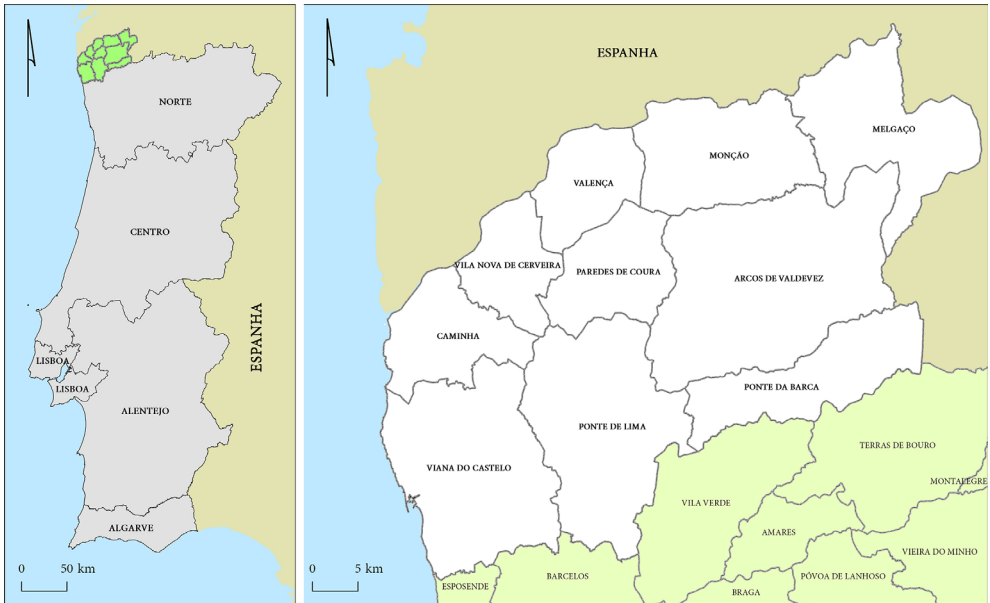 NORTE
CENTRO
ESPANHA
LISBOA
LISBOA
ALENTEJO
ALGARVE
0 50 km
ESPANHA
MELGAÇO
MONÇÃO
VALENÇA
VILA NOVA DE CERVEIRA
PAREDES DE COURA
ARCOS DE VALDEVEZ
CAMINHA
PONTE DA BARCA
PONTE DE LIMA
VIANA DO CASTELO
TERRAS DE BOURO
MONTALEGRE
VILA VERDE
AMARES
VIEIRA DO MINHO
BARCELOS
PÓVOA DE LANHOSO
ESPOSENDE
BRAGA
0 5 km